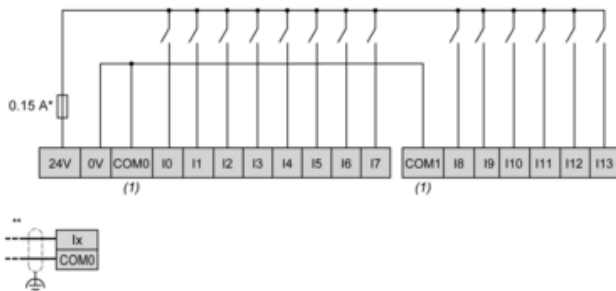 0.15 A*
24V 0V COM0 I0 I1 I2 I3 I4 I5 I6 I7 COM1 I8 I9 I10 I11 I12 I13
(1) (1)
**
Ix
COM0